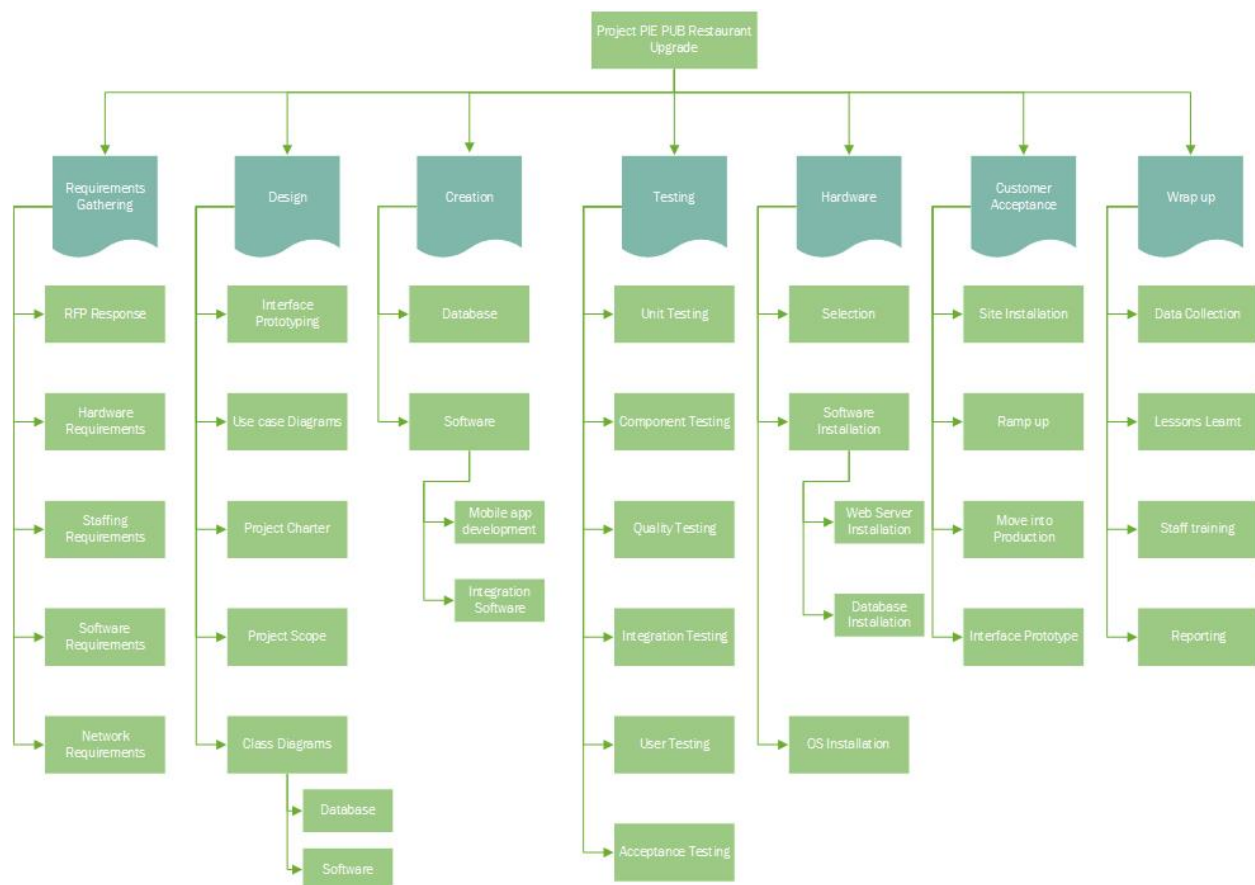 Project PIE PUB Restaurant
Upgrade
Requirements
Gathering
Design
Creation
Testing
Hardware
Customer
Acceptance
Wrap up
RFP Response
Interface
Prototyping
Database
Unit Testing
Selection
Site Installation
Data Collection
Hardware
Requirements
Use case Diagrams
Software
Component Testing
Software
Installation
Ramp up
Lessons Learnt
Staffing
Requirements
Project Charter
Mobile app
development
Quality Testing
Web Server
Installation
Move into
Production
Staff training
Integration
Software
Database
Installation
Software
Requirements
Project Scope
Integration Testing
Interface Prototype
Reporting
Network
Requirements
Class Diagrams
User Testing
OS Installation
Database
Acceptance Testing
Software